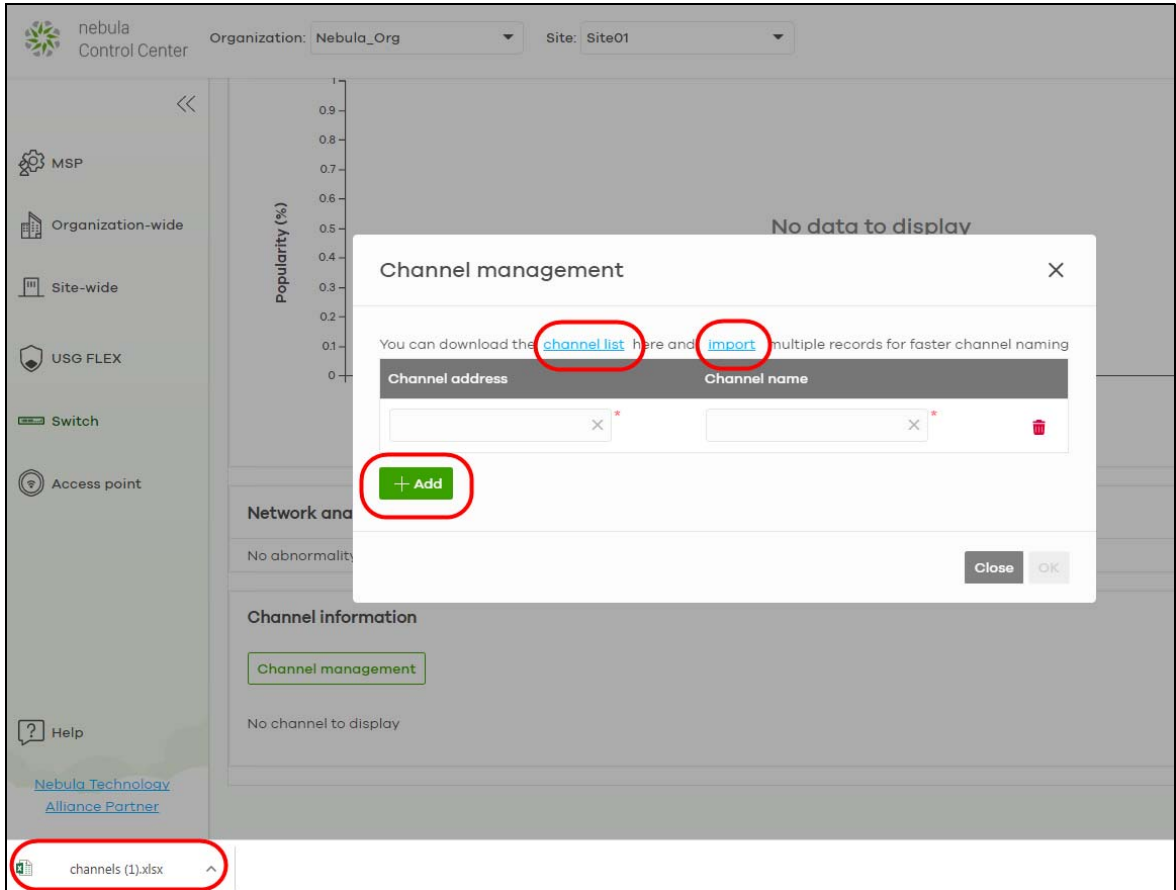 nebula
Control Center
Organization: Nebula_Org
Site: Site01
MSP
Organization-wide
Site-wide
USG FLEX
Switch
Access point
Help
Nebula Technology
Alliance Partner
1
0.9
0.8
0.7
0.6
0.5
0.4
0.3
0.2
0.1
0
Popularity (%)
No data to display
Channel management
You can download the channel list here and import multiple records for faster channel naming
Channel address Channel name
* *
+ Add
Close OK
Network ana
No abnormality
Channel information
Channel management
No channel to display
channels (1).xlsx